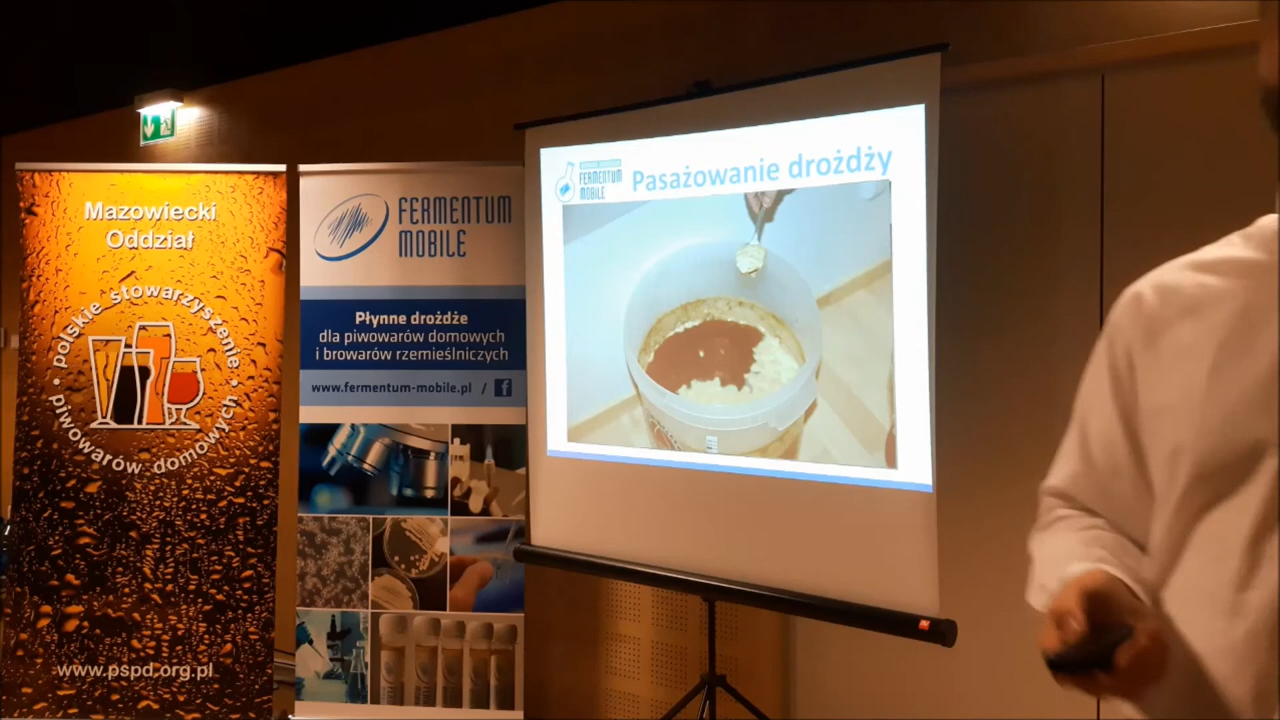 Mazowiecki
Oddział
polskie stowarzyszenie
piwowarów domowych
www.pspd.org.pl
FERMENTUM
MOBILE
Płynne drożdże
dla piwowarów domowych
i browarów rzemieślniczych
www.fermentum-mobile.pl / f
FERMENTUM
MOBILE
Pasażowanie drożdży